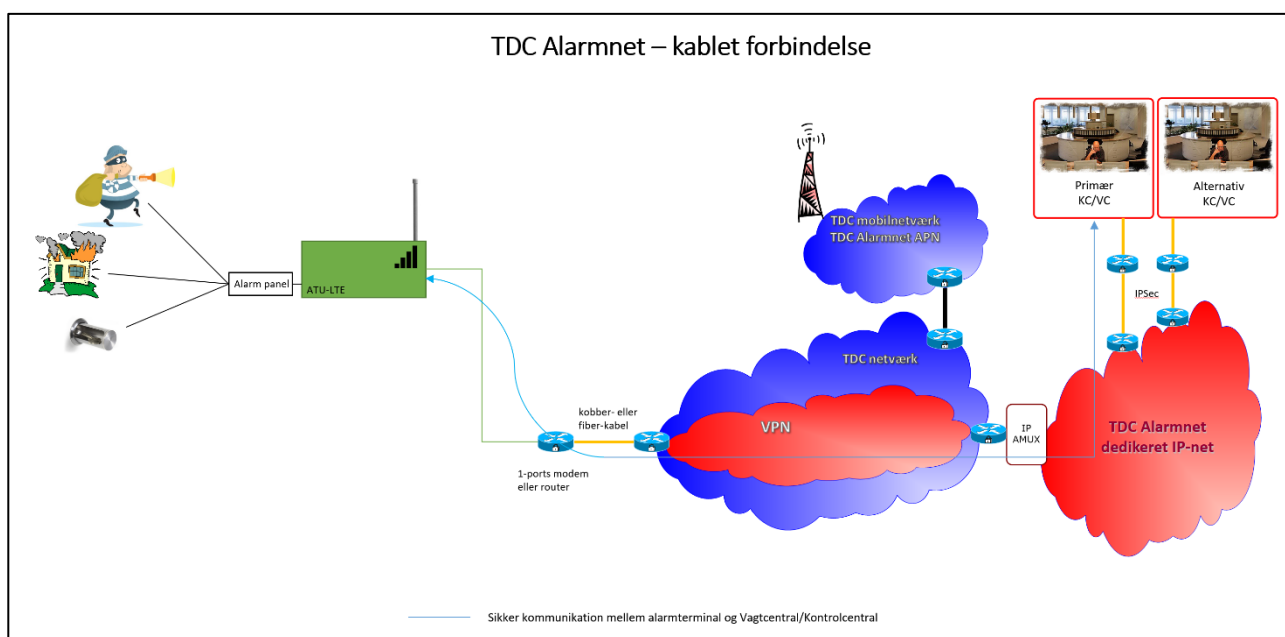 TDC Alarmnet – kablet forbindelse
Primær
KC/VC
Alternativ
KC/VC
TDC mobilnetværk
TDC Alarmnet APN
Alarm panel
ATU-LTE
IPSec
TDC netværk
kobber- eller
fiber-kabel
VPN
IP
AMUX
TDC Alarmnet
dedikeret IP-net
1-ports modem
eller router
Sikker kommunikation mellem alarmterminal og Vagtcentral/Kontrolcentral